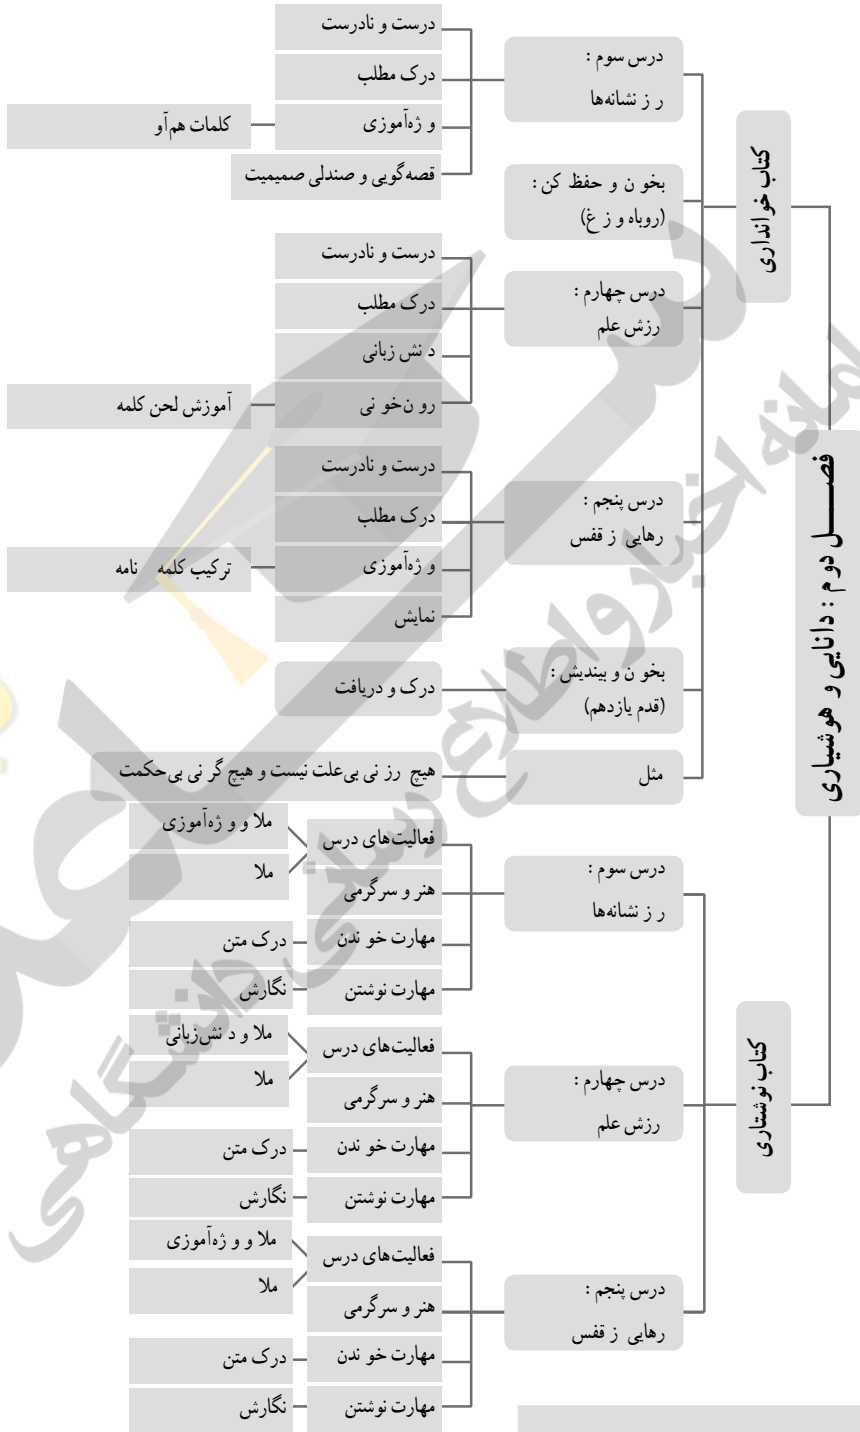 فصل دوم : دانایی و هوشیاری
کتاب خوانداری
درس سوم :
ر ز نشانه‌ها
درست و نادرست
درک مطلب
و ژه‌آموزی
کلمات هم‌آو
قصه‌گویی و صندلی صمیمیت
بخو ن و حفظ کن :
(روباه و ز غ)
درس چهارم :
رزش علم
درست و نادرست
درک مطلب
د نش زبانی
رو ن‌خو نی
آموزش لحن کلمه
درس پنجم :
رهایی ز قفس
درست و نادرست
درک مطلب
و ژه‌آموزی
ترکیب کلمه نامه
نمایش
بخو ن و بیندیش :
(قدم یازدهم)
درک و دریافت
مثل
هیچ رز نی بی‌علت نیست و هیچ گر نی بی‌حکمت
کتاب نوشتاری
درس سوم :
ر ز نشانه‌ها
فعالیت‌های درس
ملا و و ژه‌آموزی
ملا
هنر و سرگرمی
مهارت خو ندن
درک متن
مهارت نوشتن
نگارش
درس چهارم :
رزش علم
فعالیت‌های درس
ملا و د نش‌زبانی
ملا
هنر و سرگرمی
مهارت خو ندن
درک متن
مهارت نوشتن
نگارش
درس پنجم :
رهایی ز قفس
فعالیت‌های درس
ملا و و ژه‌آموزی
ملا
هنر و سرگرمی
مهارت خو ندن
درک متن
مهارت نوشتن
نگارش